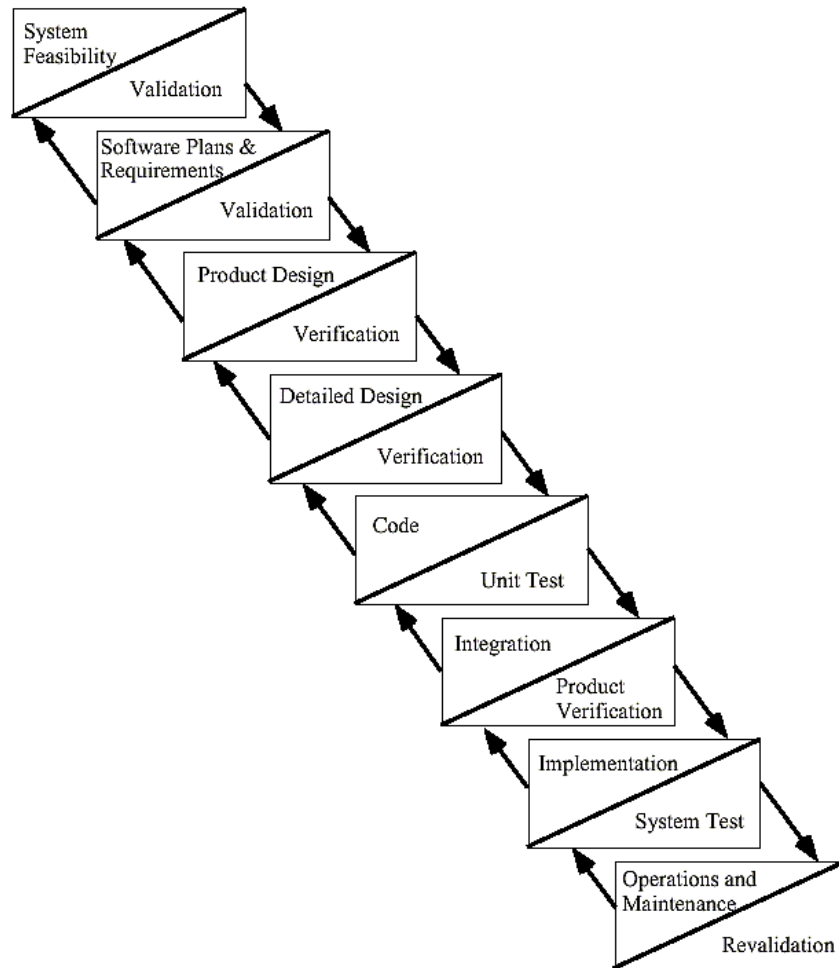 System
Feasibility
Validation
Software Plans &
Requirements
Validation
Product Design
Verification
Detailed Design
Verification
Code
Unit Test
Integration
Product
Verification
Implementation
System Test
Operations and
Maintenance
Revalidation